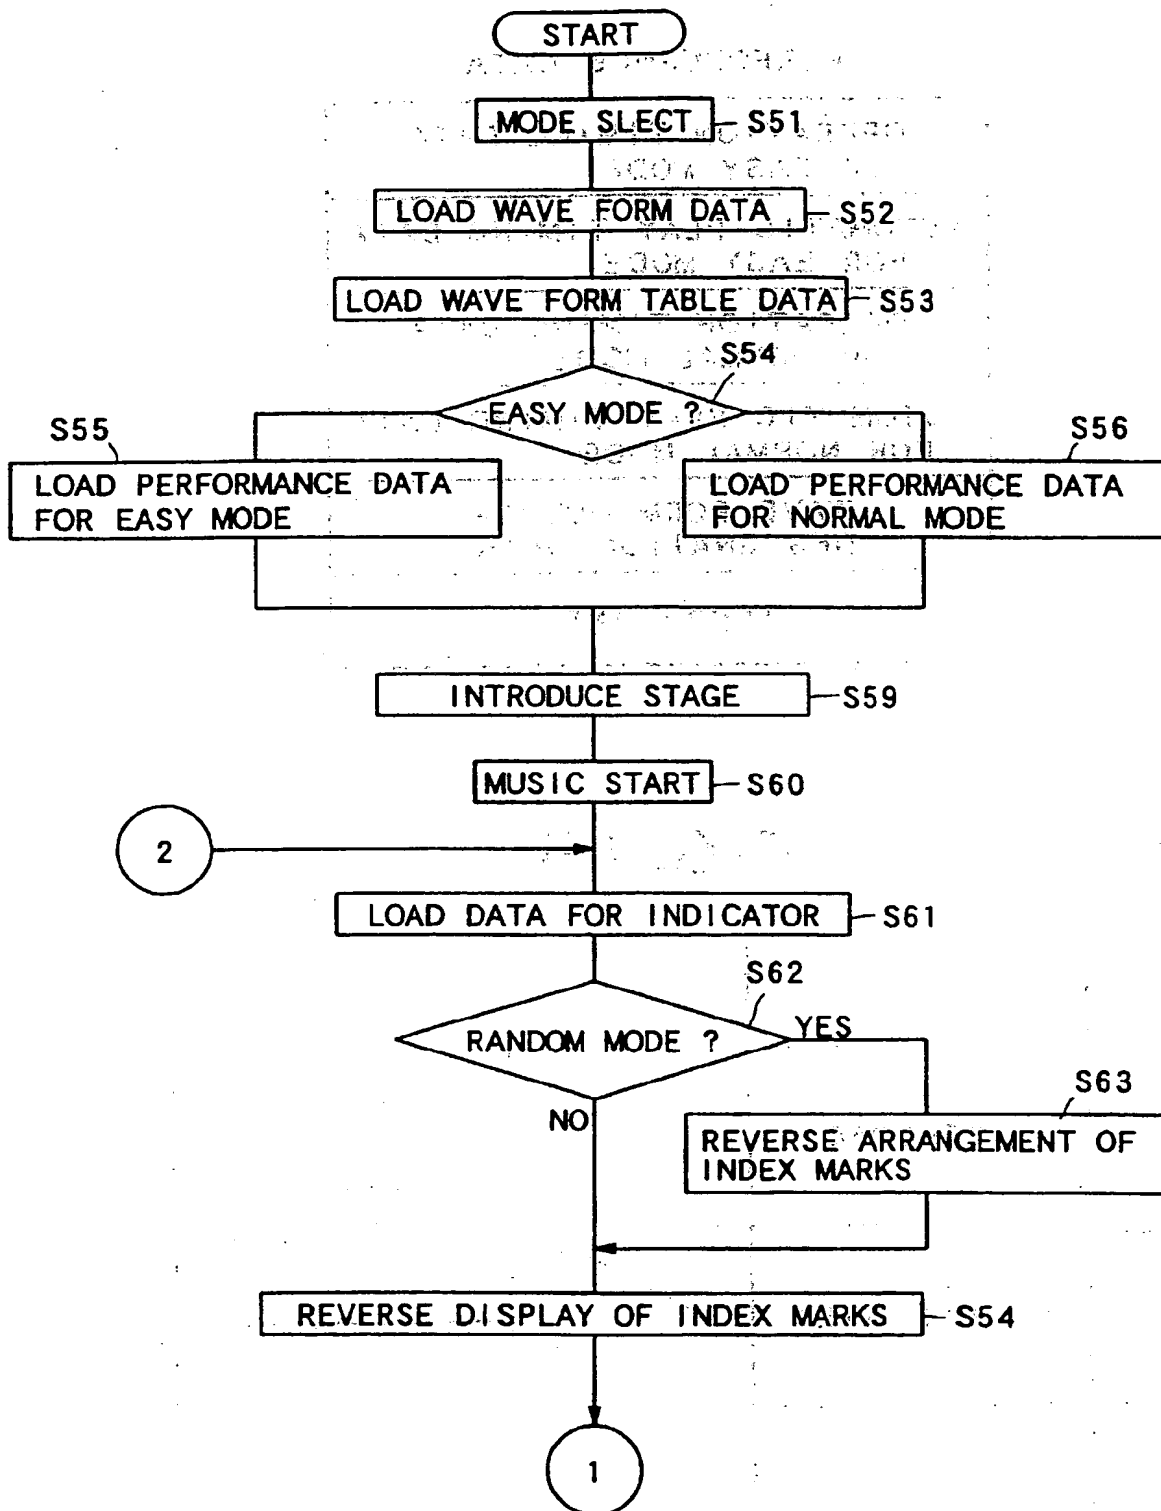 START
MODE SLECT
S51
LOAD WAVE FORM DATA
S52
LOAD WAVE FORM TABLE DATA
S53
S54
EASY MODE ?
S55
LOAD PERFORMANCE DATA
FOR EASY MODE
S56
LOAD PERFORMANCE DATA
FOR NORMAL MODE
INTRODUCE STAGE
S59
MUSIC START
S60
2
LOAD DATA FOR INDICATOR
S61
S62
RANDOM MODE ?
YES
NO
S63
REVERSE ARRANGEMENT OF
INDEX MARKS
REVERSE DISPLAY OF INDEX MARKS
S54
1